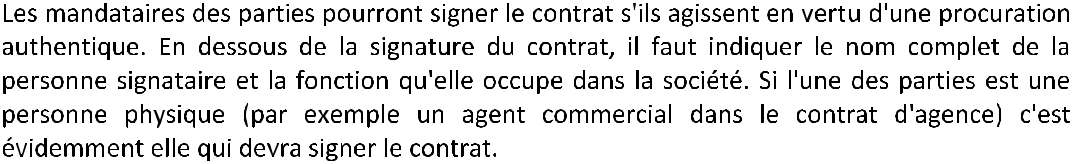 Les mandataires des parties pourront signer le contrat s'ils agissent en vertu d'une procuration
authentique. En dessous de la signature du contrat, il faut indiquer le nom complet de la
personne signataire et la fonction qu'elle occupe dans la société. Si l'une des parties est une
personne physique (par exemple un agent commercial dans le contrat d'agence) c'est
évidemment elle qui devra signer le contrat.